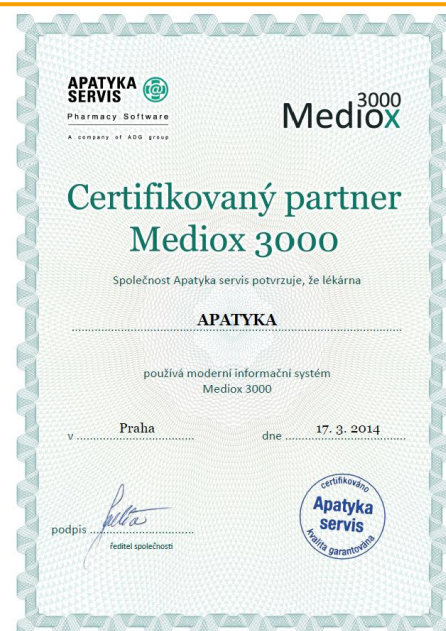 APATYKA
SERVIS
Pharmacy Software
A company of ADG group
Mediox 3000
Certifikovaný partner
Mediox 3000
Společnost Apatyka servis potvrzuje, že lékárna
APATYKA
používá moderní informační systém
Mediox 3000
v Praha dne 17. 3. 2014
podpis
ředitel společnosti
certifikováno
Apatyka
servis
kvalita garantována